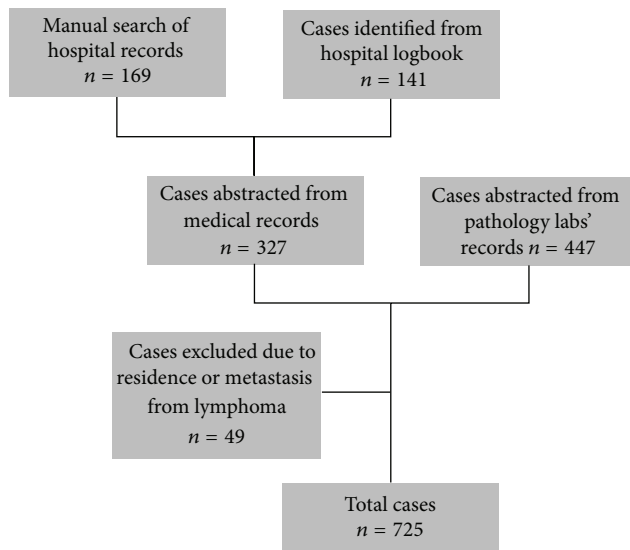 Manual search of
hospital records
n = 169
Cases identified from
hospital logbook
n = 141
Cases abstracted from
medical records
n = 327
Cases abstracted from
pathology labs'
records n = 447
Cases excluded due to
residence or metastasis
from lymphoma
n = 49
Total cases
n = 725